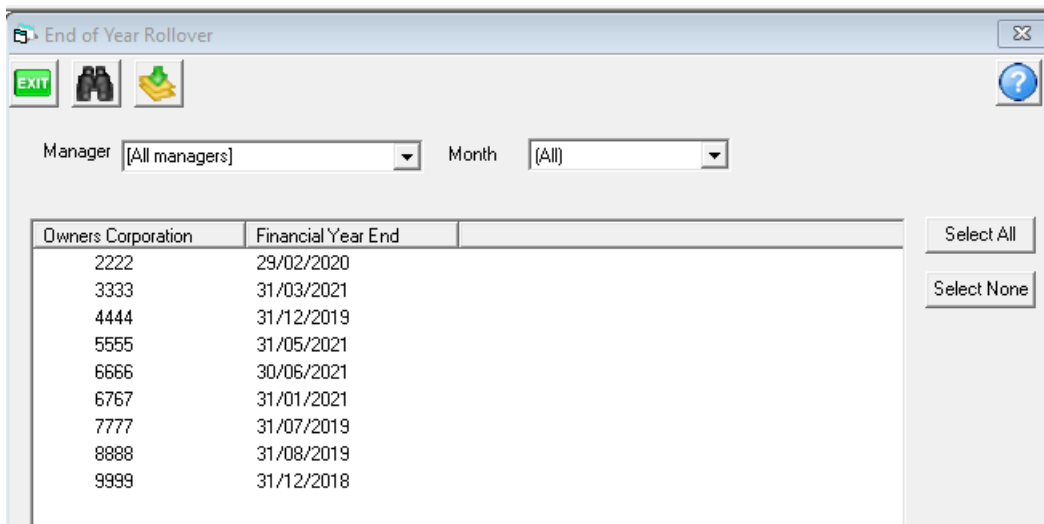 End of Year Rollover
EXIT
?
Manager [All managers] Month (All)
Owners Corporation Financial Year End
2222 29/02/2020
3333 31/03/2021
4444 31/12/2019
5555 31/05/2021
6666 30/06/2021
6767 31/01/2021
7777 31/07/2019
8888 31/08/2019
9999 31/12/2018
Select All
Select None